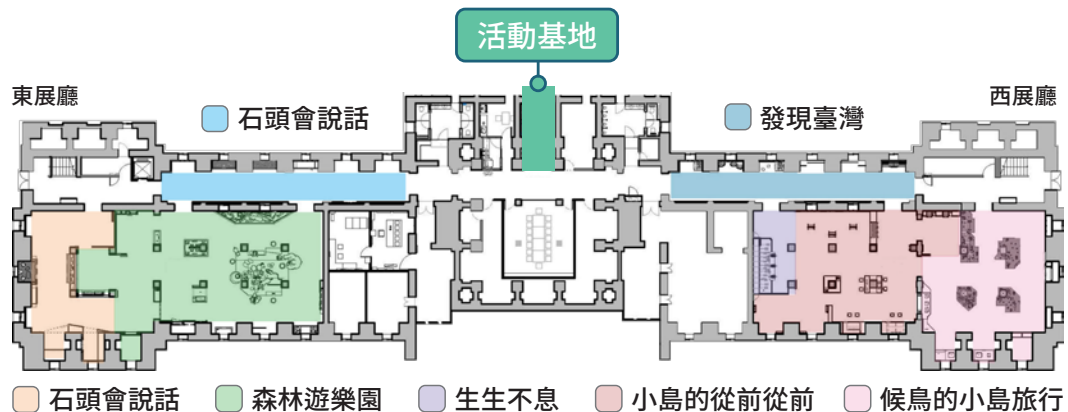 活動基地
東展廳
西展廳
石頭會說話
發現臺灣
石頭會說話
森林遊樂園
生生不息
小島的從前從前
候鳥的小島旅行